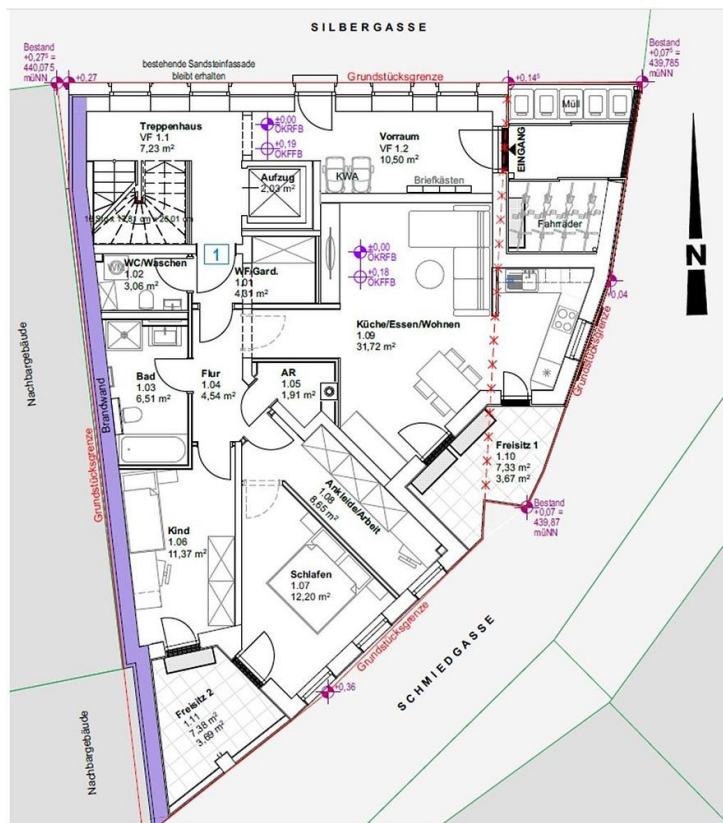 SILBERGASSE
Bestand
+0,27⁵ =
440,075
müNN
+0,27
bestehende Sandsteinfassade
bleibt erhalten
Grundstücksgrenze
+0,14⁵
Bestand
+0,07⁵ =
439,785
müNN
Müll
Treppenhaus
VF 1.1
7,23 m²
±0,00
OKRFB
+0,19
OKFFB
Vorraum
VF 1.2
10,50 m²
EINGANG
Aufzug
2,03 m²
KWA
Briefkästen
Fahrräder
N
1
±0,00
OKRFB
+0,18
OKFFB
WC/Waschen
1.02
3,06 m²
WF/Gard.
1.01
4,31 m²
+0,04
Küche/Essen/Wohnen
1.09
31,72 m²
Nachbargebäude
Brandwand
Grundstücksgrenze
Bad
1.03
6,51 m²
Flur
1.04
4,54 m²
AR
1.05
1,91 m²
Grundstücksgrenze
Freisitz 1
1.10
7,33 m²
3,67 m²
Ankleide/Arbeit
1.08
8,65 m²
Bestand
+0,07 =
439,87
müNN
Kind
1.06
11,37 m²
Schlafen
1.07
12,20 m²
Grundstücksgrenze
SCHMIEDGASSE
+0,36
Freisitz 2
1.11
7,38 m²
3,69 m²
Nachbargebäude